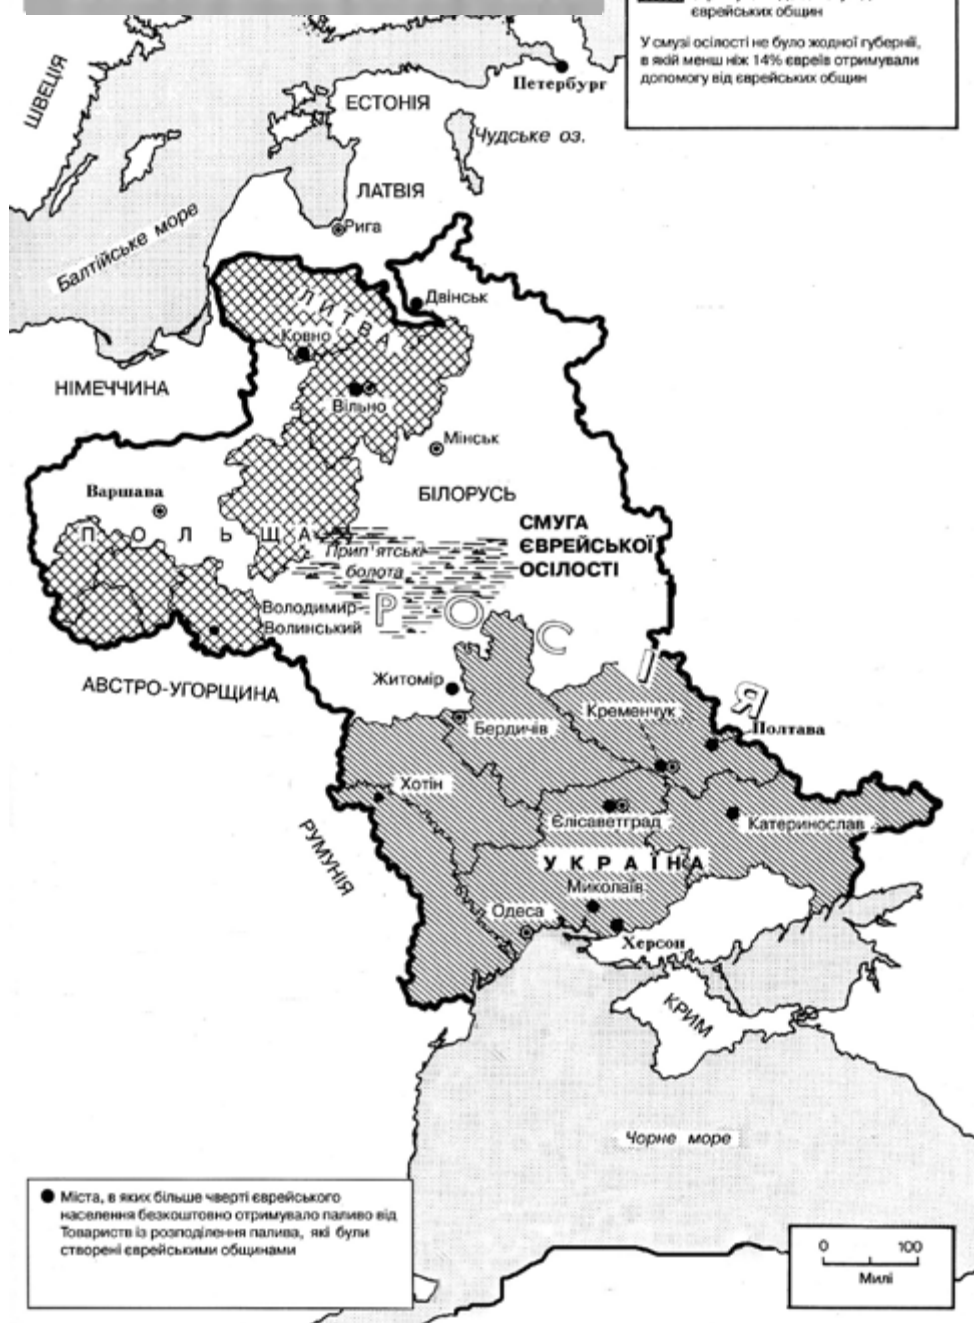 єврейських общин
У смузі осілості не було жодної губернії,
в якій менш ніж 14% євреїв отримували
допомогу від єврейських общин
ШВЕЦІЯ
Петербург
ЕСТОНІЯ
Чудське оз.
ЛАТВІЯ
Рига
Балтійське море
Двінськ
ЛИТВА
Ковно
НІМЕЧЧИНА
Вільно
Мінськ
БІЛОРУСЬ
Варшава
ПОЛЬЩА
СМУГА
ЄВРЕЙСЬКОЇ
ОСІЛОСТІ
Прип'ятські
болота
РОСІЯ
Володимир-
Волинський
АВСТРО-УГОРЩИНА
Житомір
Бердичів
Кременчук
Полтава
Хотін
Єлісаветград
Катеринослав
РУМУНІЯ
УКРАЇНА
Миколаїв
Одеса
Херсон
КРИМ
Чорне море
Міста, в яких більше чверті єврейського
населення безкоштовно отримувало паливо від
Товариств із розподілення палива, які були
створені єврейськими общинами
0 100
Милі